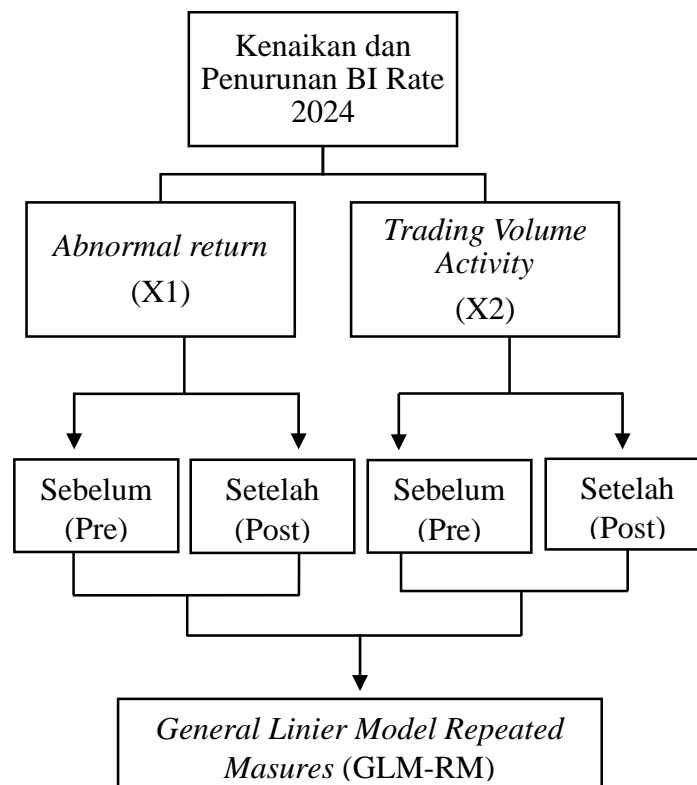 Kenaikan dan
Penurunan BI Rate
2024
Abnormal return
(X1)
Trading Volume
Activity
(X2)
Sebelum
(Pre)
Setelah
(Post)
Sebelum
(Pre)
Setelah
(Post)
General Linier Model Repeated
Masures (GLM-RM)